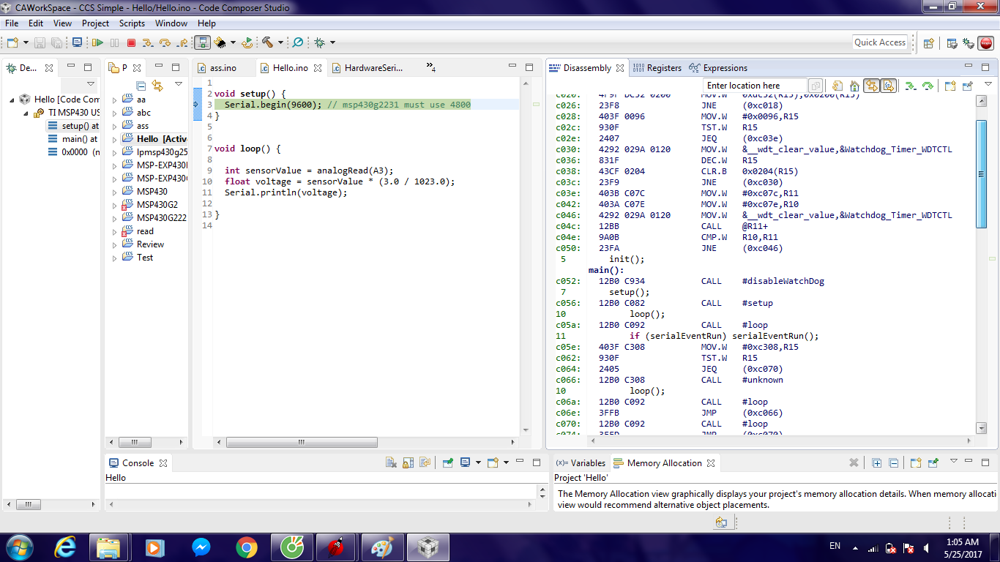 CAWorkSpace - CCS Simple - Hello/Hello.ino - Code Composer Studio
File Edit View Project Scripts Window Help
Quick Access
De...
Hello [Code Com
TI MSP430 US
setup() at
main() at
0x0000 (n
P
aa
abc
ass
Hello [Active
lpmsp430g25
MSP-EXP430
MSP-EXP430
MSP430
MSP430G2
MSP430G222
read
Review
Test
ass.ino Hello.ino HardwareSeri... »4
1
2 void setup() {
3 Serial.begin(9600); // msp430g2231 must use 4800
4 }
5
6
7 void loop() {
8
9 int sensorValue = analogRead(A3);
10 float voltage = sensorValue * (3.0 / 1023.0);
11 Serial.println(voltage);
12
13 }
14
Disassembly Registers Expressions
Enter location here
c020: 4F9F DC52 0200 MOV.W 0xdc52(R15),0x0200(R15)
c026: 23F8 JNE (0xc018)
c028: 403F 0096 MOV.W #0x0096,R15
c02c: 930F TST.W R15
c02e: 2407 JEQ (0xc03e)
c030: 4292 029A 0120 MOV.W &__wdt_clear_value,&Watchdog_Timer_WDTCTL
c036: 831F DEC.W R15
c038: 43CF 0204 CLR.B 0x0204(R15)
c03c: 23F9 JNE (0xc030)
c03e: 403B C07C MOV.W #0xc07c,R11
c042: 403A C07E MOV.W #0xc07e,R10
c046: 4292 029A 0120 MOV.W &__wdt_clear_value,&Watchdog_Timer_WDTCTL
c04c: 12BB CALL @R11+
c04e: 9A0B CMP.W R10,R11
c050: 23FA JNE (0xc046)
5 init();
main():
c052: 12B0 C934 CALL #disableWatchDog
7 setup();
c056: 12B0 C082 CALL #setup
10 loop();
c05a: 12B0 C092 CALL #loop
11 if (serialEventRun) serialEventRun();
c05e: 403F C308 MOV.W #0xc308,R15
c062: 930F TST.W R15
c064: 2405 JEQ (0xc070)
c066: 12B0 C308 CALL #unknown
10 loop();
c06a: 12B0 C092 CALL #loop
c06e: 3FFB JMP (0xc066)
c070: 12B0 C092 CALL #loop
c074: 3FFD JMP (0xc070)
Console
Hello
(x)= Variables Memory Allocation
Project 'Hello'
The Memory Allocation view graphically displays your project's memory allocation details. When memory allocati
view would recommend alternative object placements.
EN
1:05 AM
5/25/2017